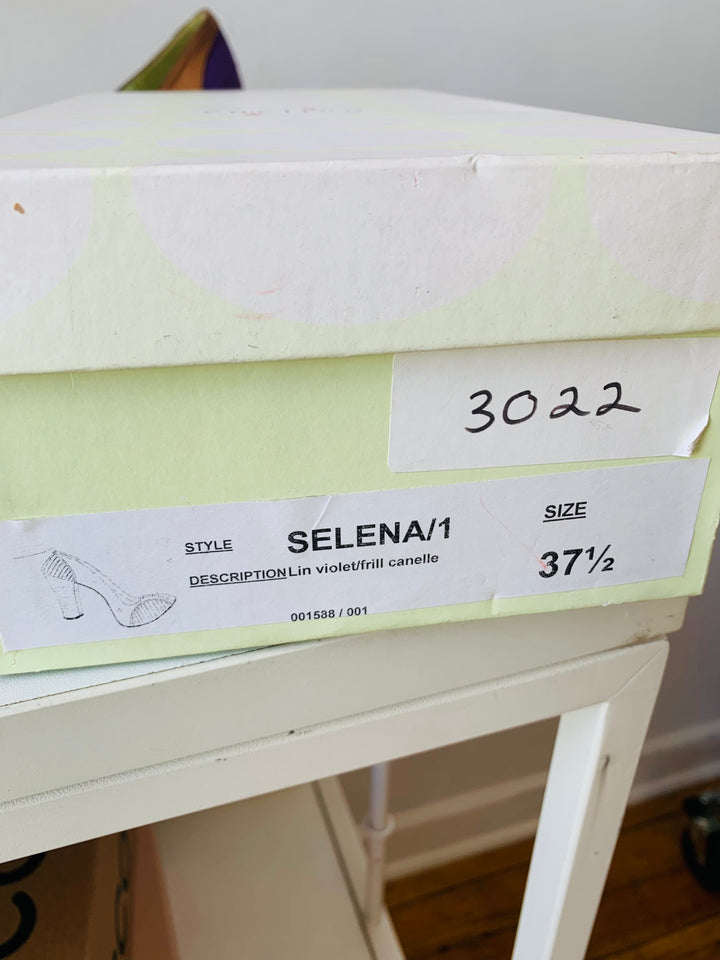 3022
STYLE SELENA/1 SIZE
DESCRIPTION Lin violet/frill canelle 37½
001588 / 001